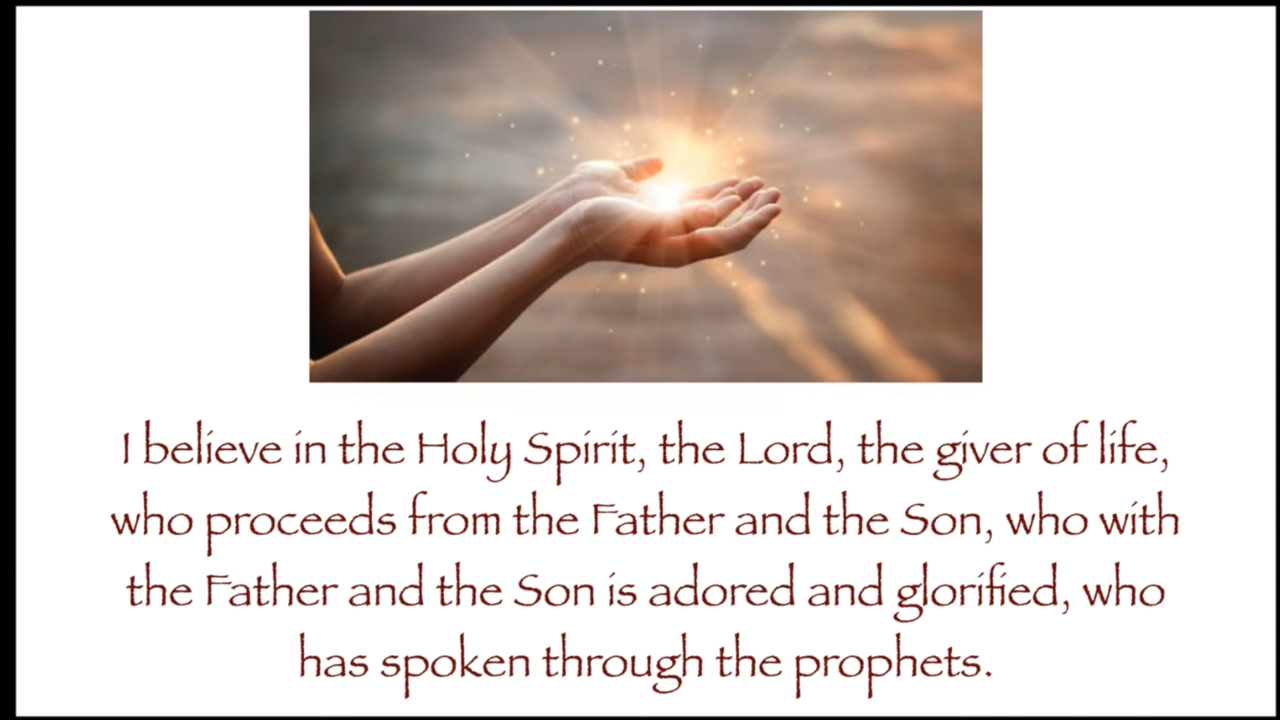 I believe in the Holy Spirit, the Lord, the giver of life,
who proceeds from the Father and the Son, who with
the Father and the Son is adored and glorified, who
has spoken through the prophets.